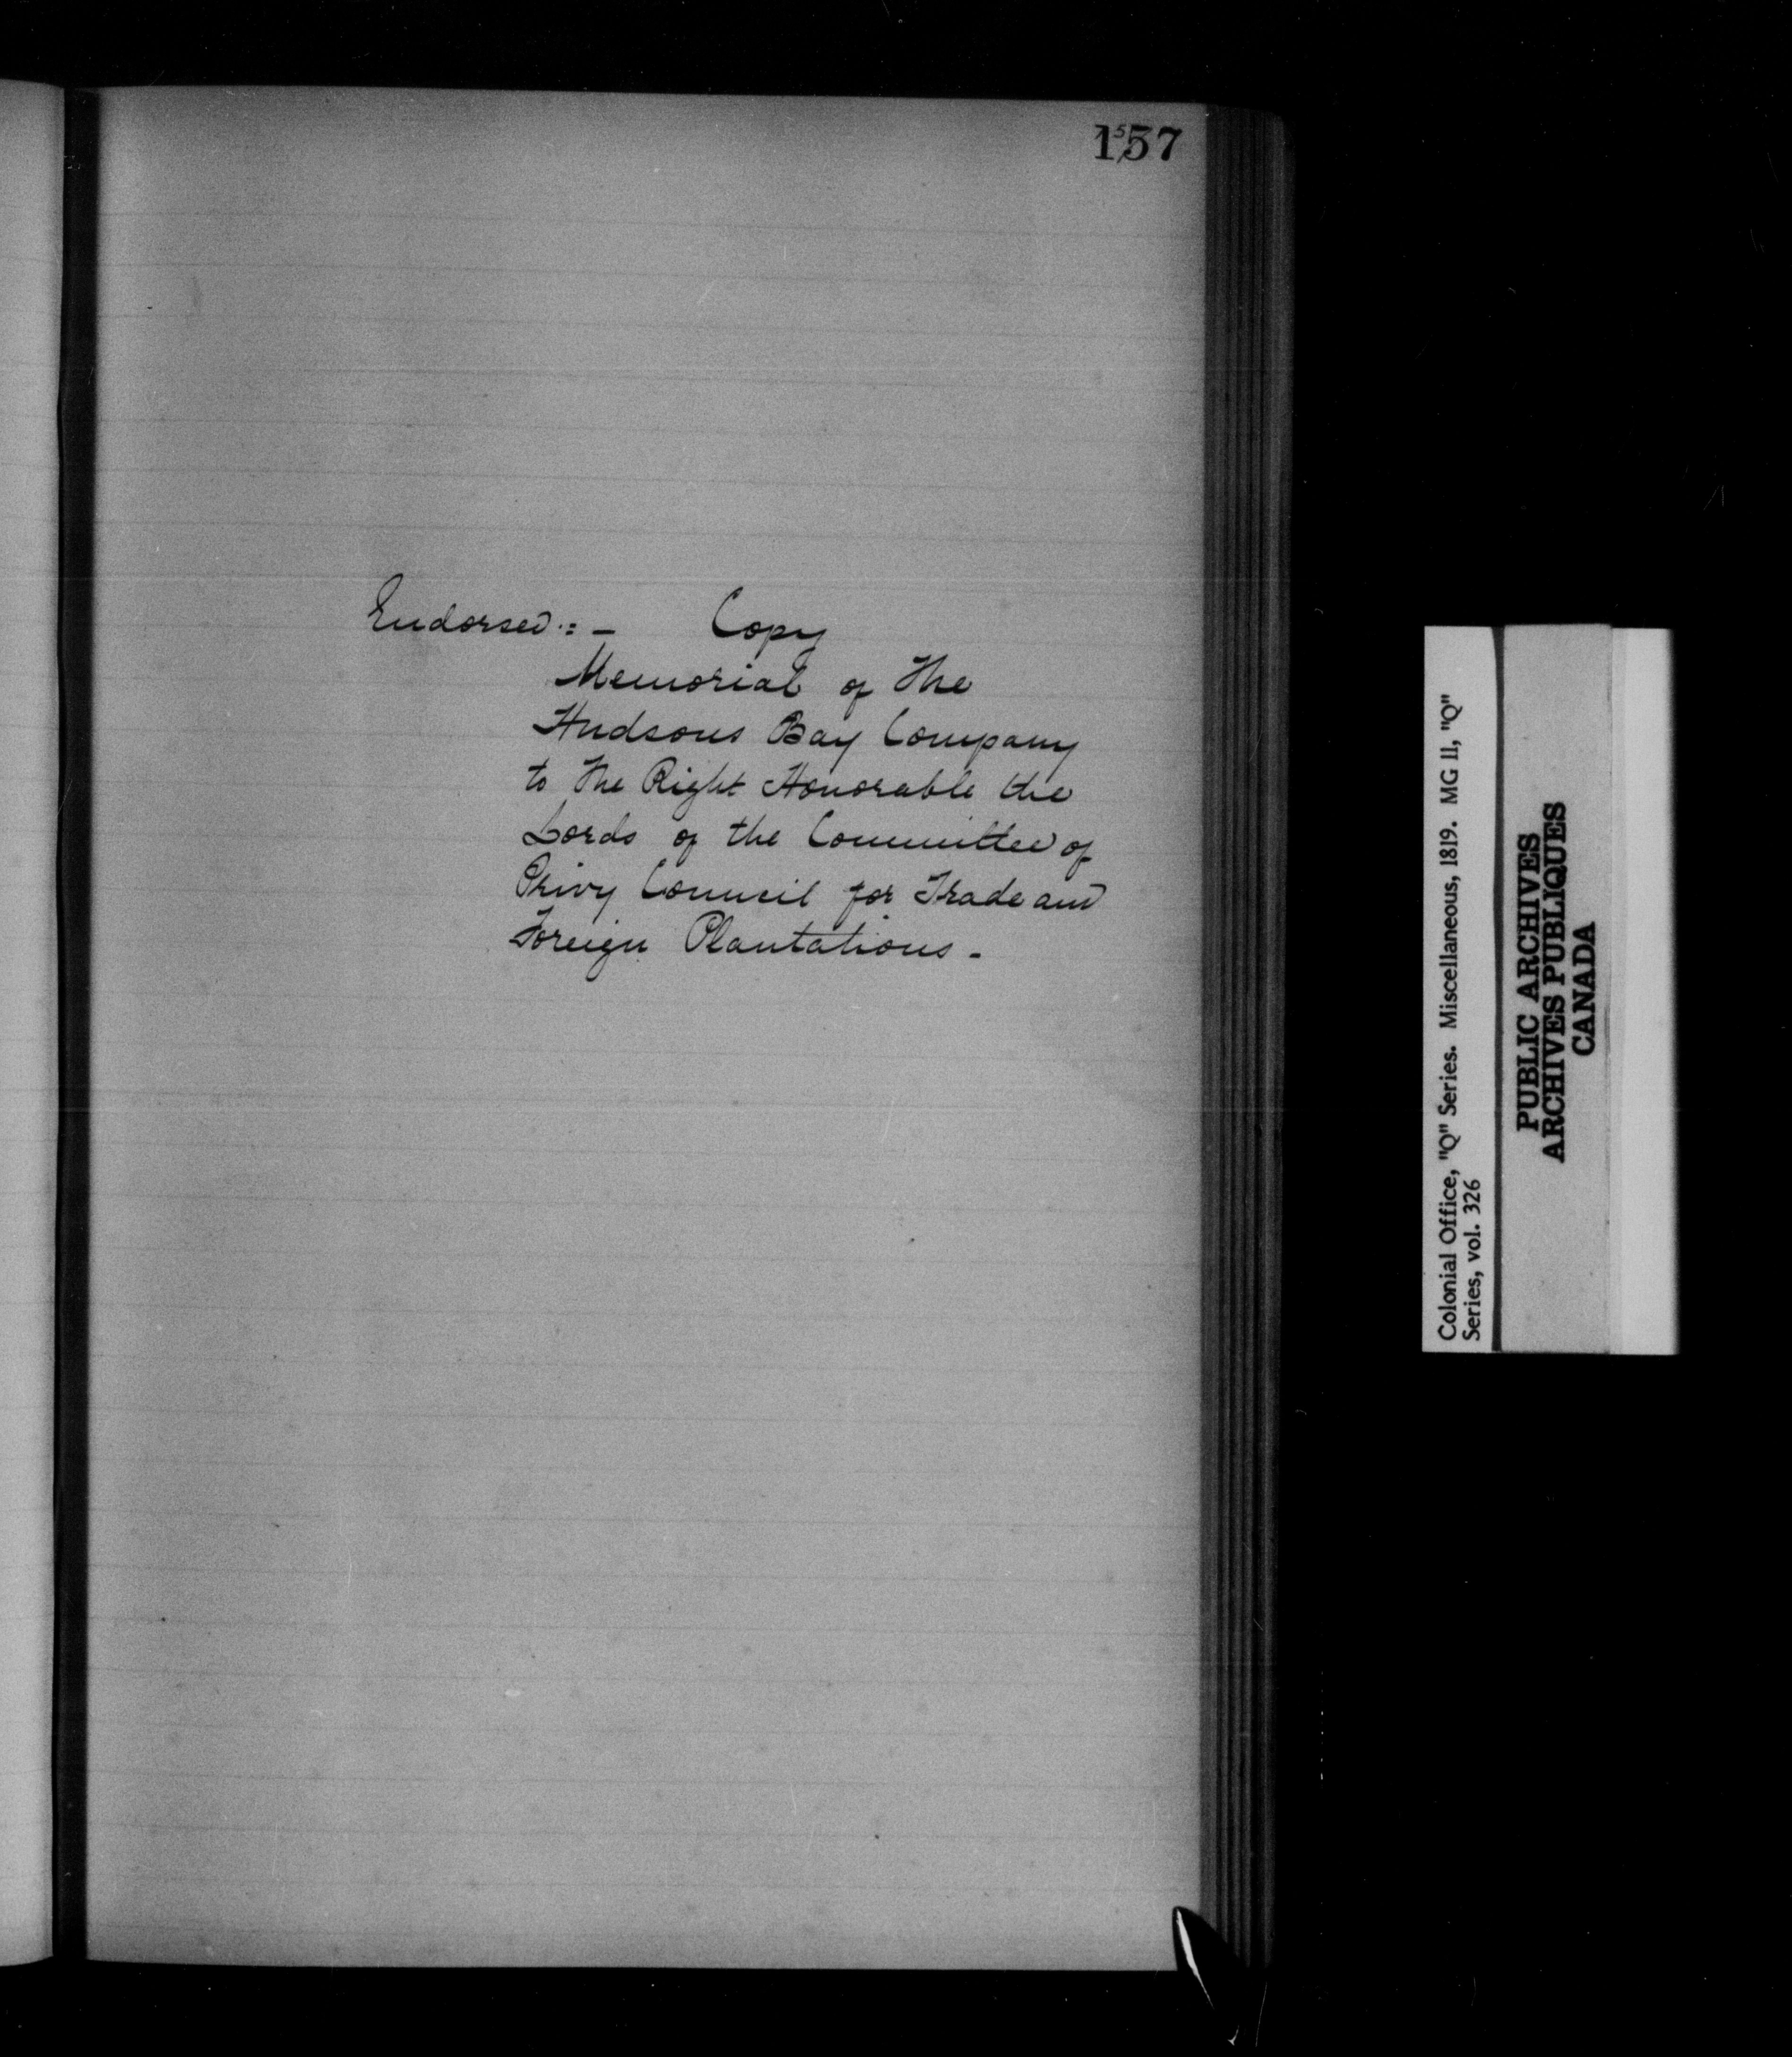 157
Endorsed:- Copy
Memorial of The
Hudsons Bay Company
to The Right Honorable the
Lords of the Committee of
Privy Council for Trade and
Foreign Plantations -
Colonial Office, "Q" Series. Miscellaneous, 1819. MG 11, "Q"
Series, vol. 326
PUBLIC ARCHIVES
ARCHIVES PUBLIQUES
CANADA